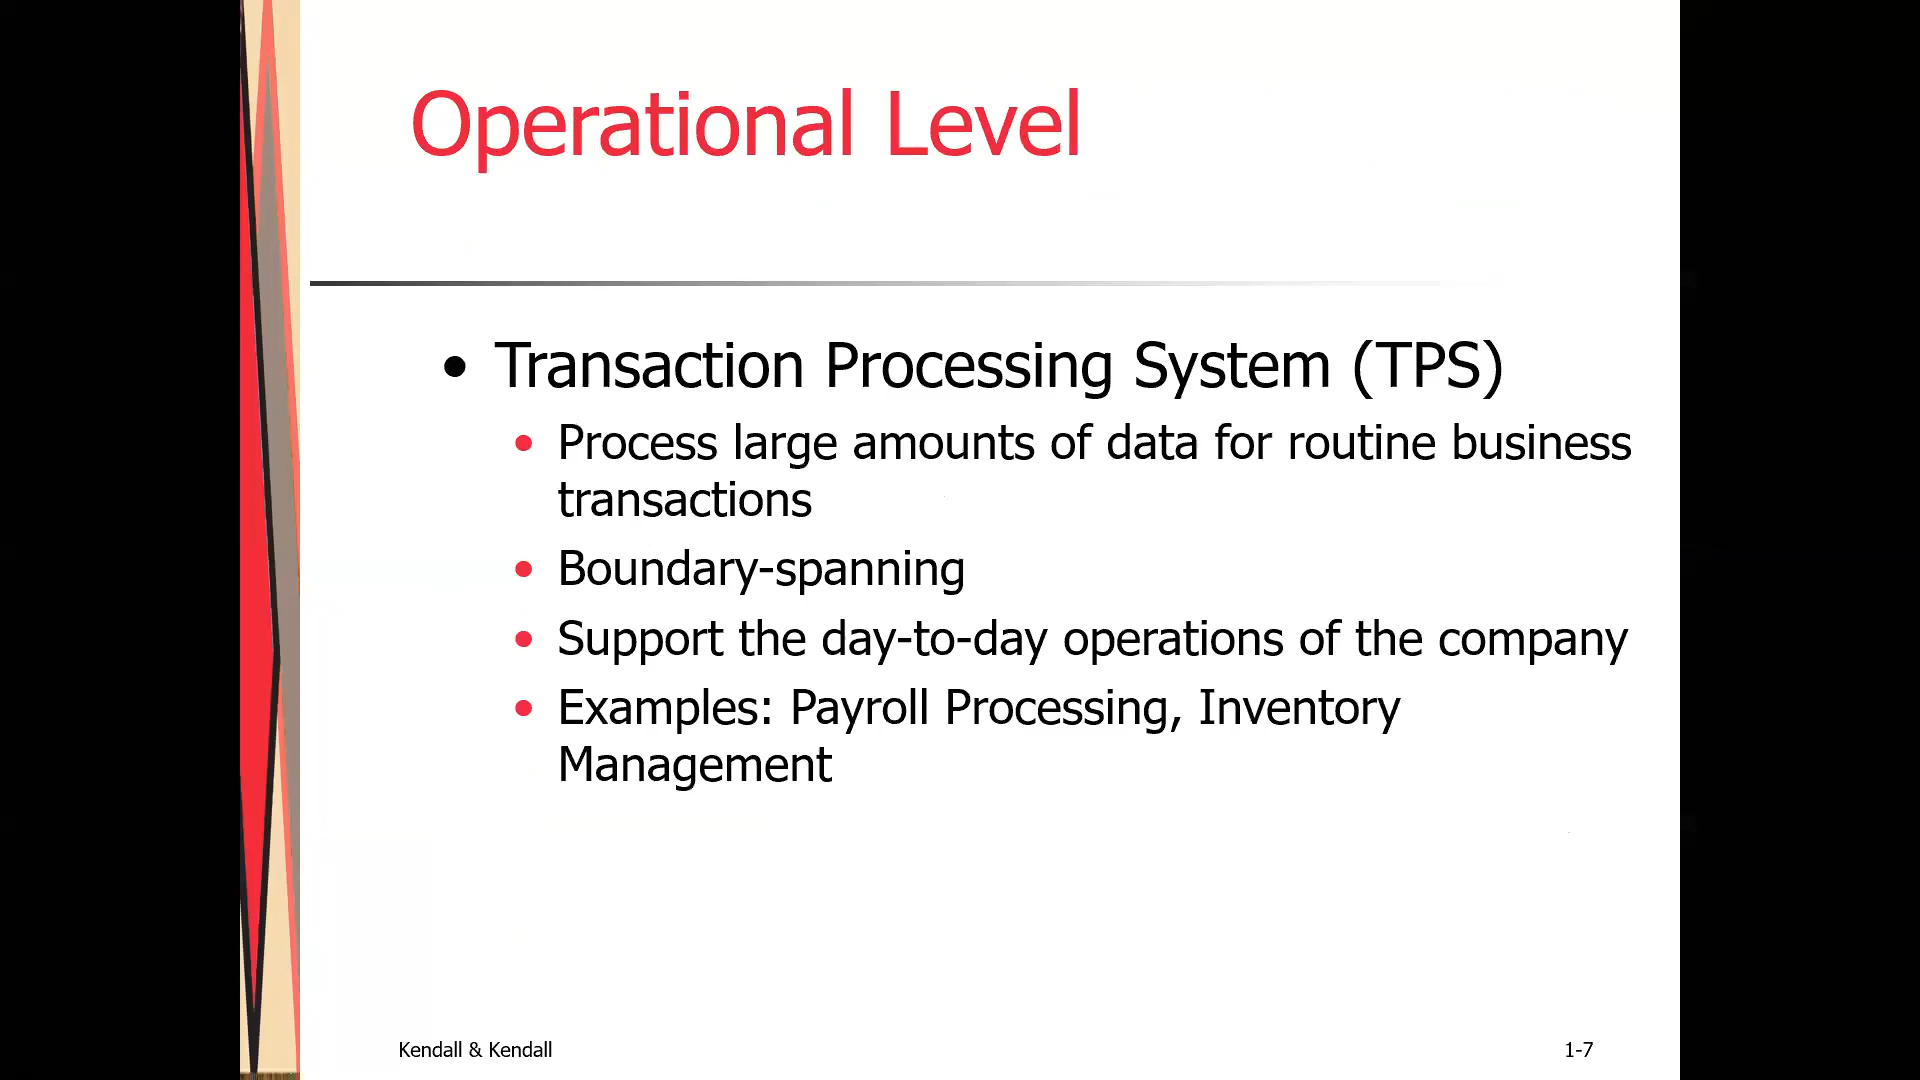 Operational Level
• Transaction Processing System (TPS)
• Process large amounts of data for routine business
transactions
• Boundary-spanning
• Support the day-to-day operations of the company
• Examples: Payroll Processing, Inventory
Management
Kendall & Kendall
1-7